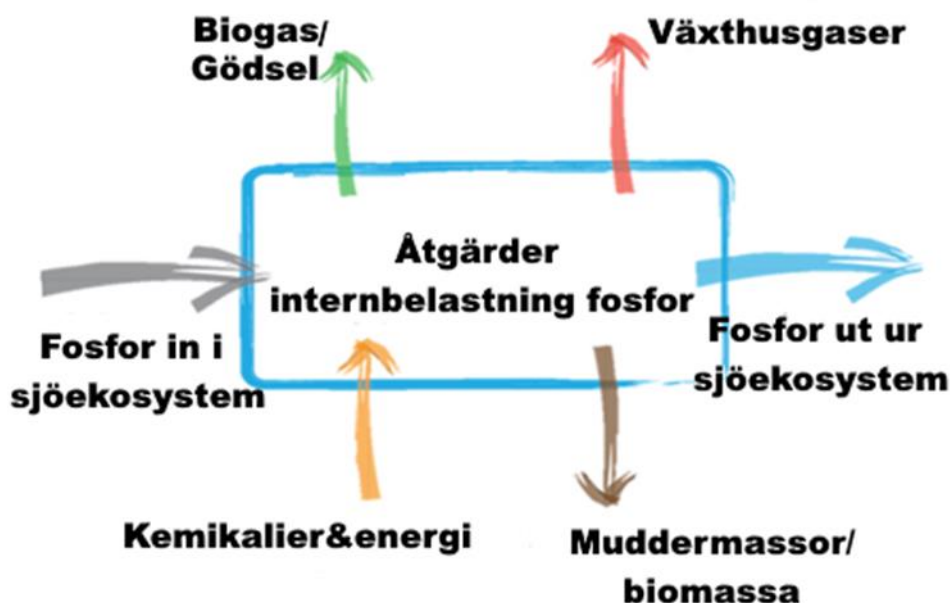 Biogas/
Gödsel
Växthusgaser
Åtgärder
internbelastning fosfor
Fosfor in i
sjöekosystem
Fosfor ut ur
sjöekosystem
Kemikalier&energi
Muddermassor/
biomassa